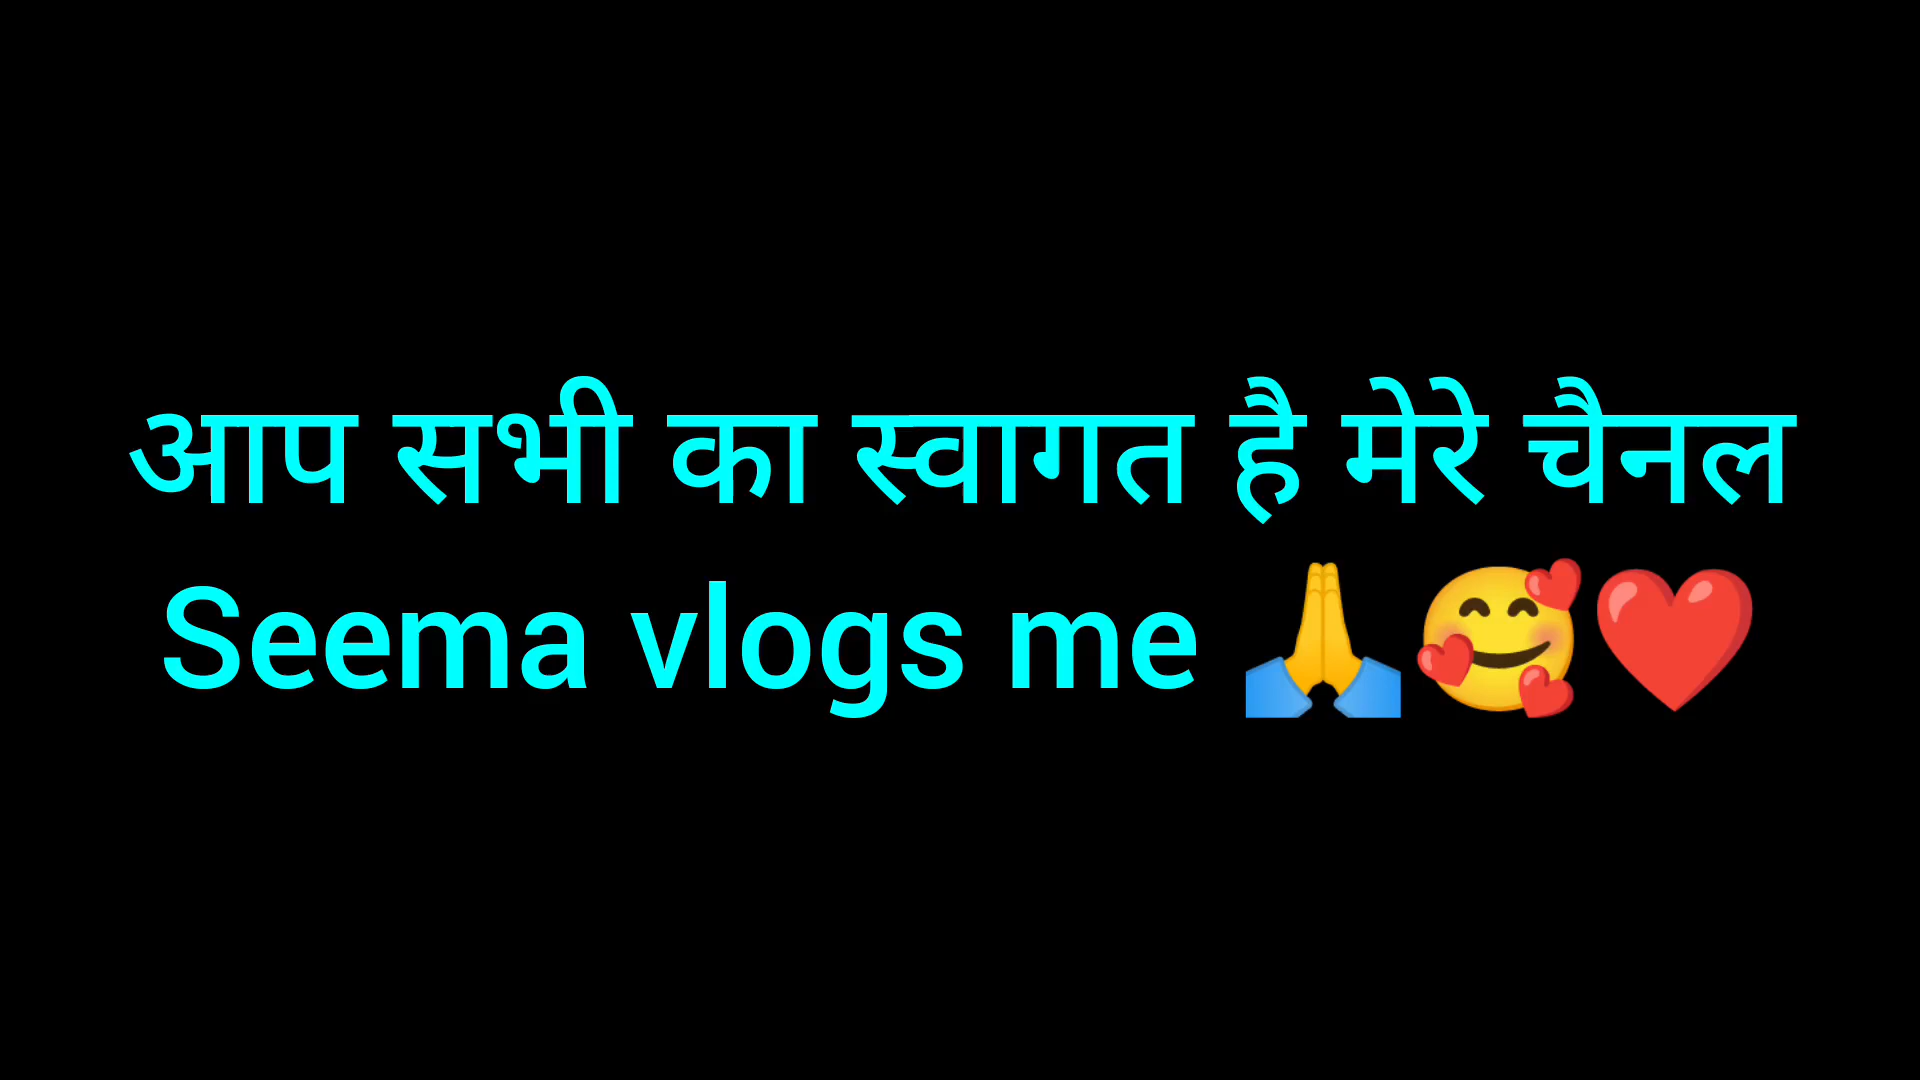 आप सभी का स्वागत है मेरे चैनल
Seema vlogs me 🙏🥰❤️